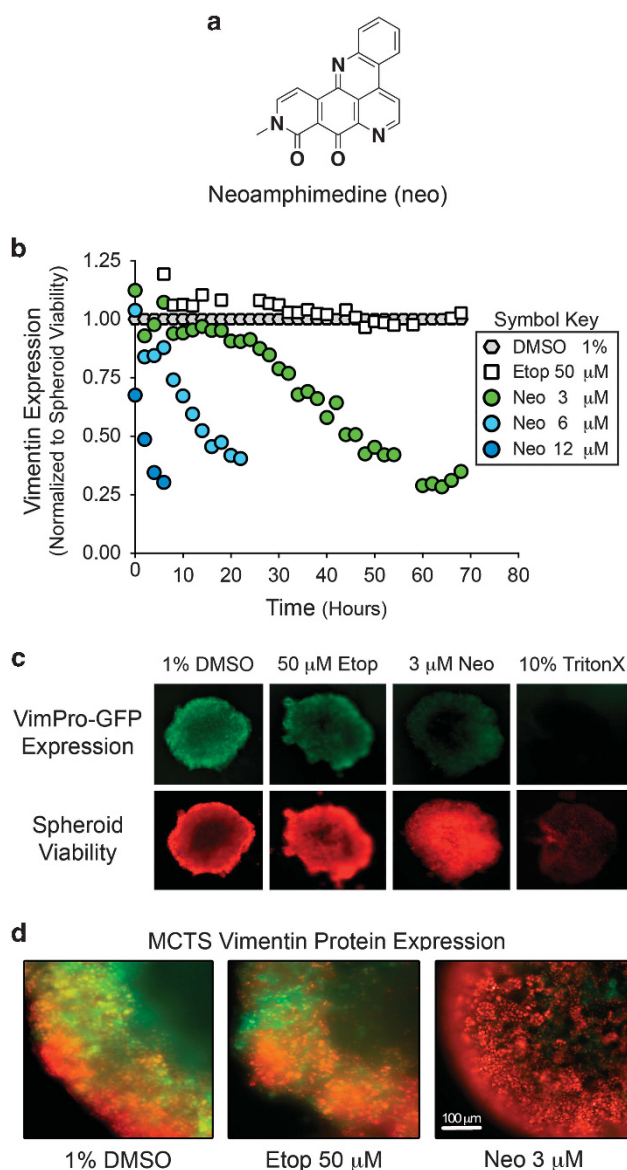 a
N
N
N
O O
Neoamphimedine (neo)
b
Vimentin Expression
(Normalized to Spheroid Viability)
1.25
1.00
0.75
0.50
0.25
0.00
0 10 20 30 40 50 60 70 80
Time (Hours)
Symbol Key
DMSO 1%
Etop 50 μM
Neo 3 μM
Neo 6 μM
Neo 12 μM
c
1% DMSO 50 μM Etop 3 μM Neo 10% TritonX
VimPro-GFP
Expression
Spheroid
Viability
d
MCTS Vimentin Protein Expression
100 μm
1% DMSO Etop 50 μM Neo 3 μM